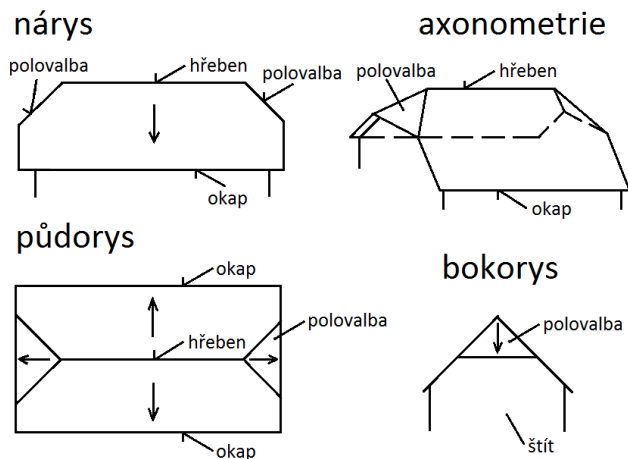 nárys
polovalba
hřeben
polovalba
okap
axonometrie
polovalba
hřeben
okap
půdorys
okap
polovalba
hřeben
okap
bokorys
polovalba
štít